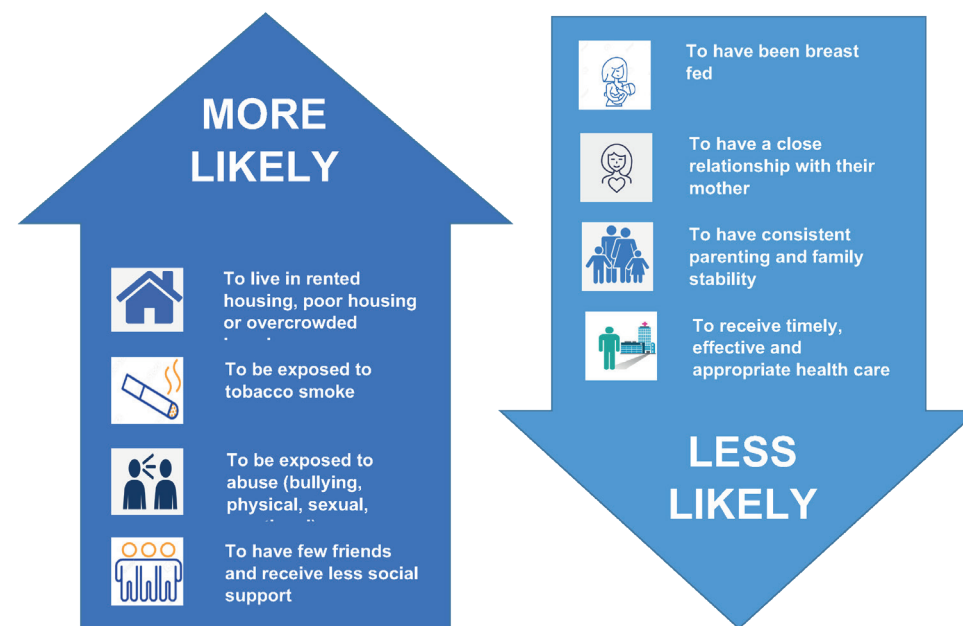 MORE
LIKELY
To live in rented
housing, poor housing
or overcrowded
To be exposed to
tobacco smoke
To be exposed to
abuse (bullying,
physical, sexual,
To have few friends
and receive less social
support
To have been breast
fed
To have a close
relationship with their
mother
To have consistent
parenting and family
stability
To receive timely,
effective and
appropriate health care
LESS
LIKELY